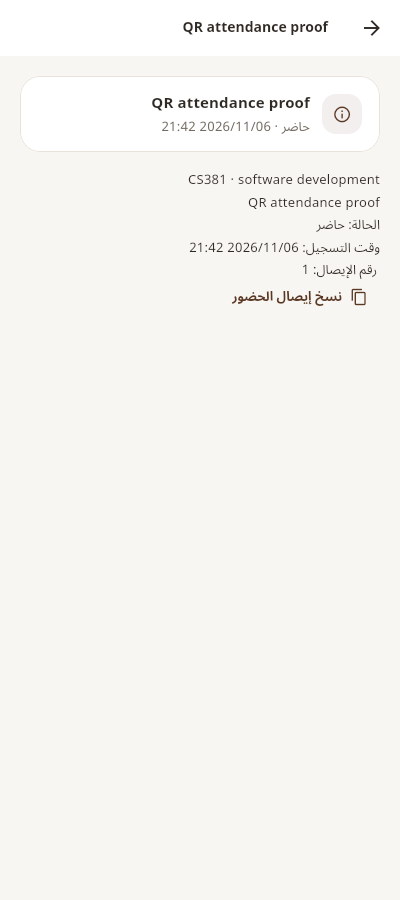 QR attendance proof
QR attendance proof
حاضر · 2026/11/06 21:42
CS381 · software development
QR attendance proof
الحالة: حاضر
وقت التسجيل: 2026/11/06 21:42
رقم الإيصال: 1
نسخ إيصال الحضور